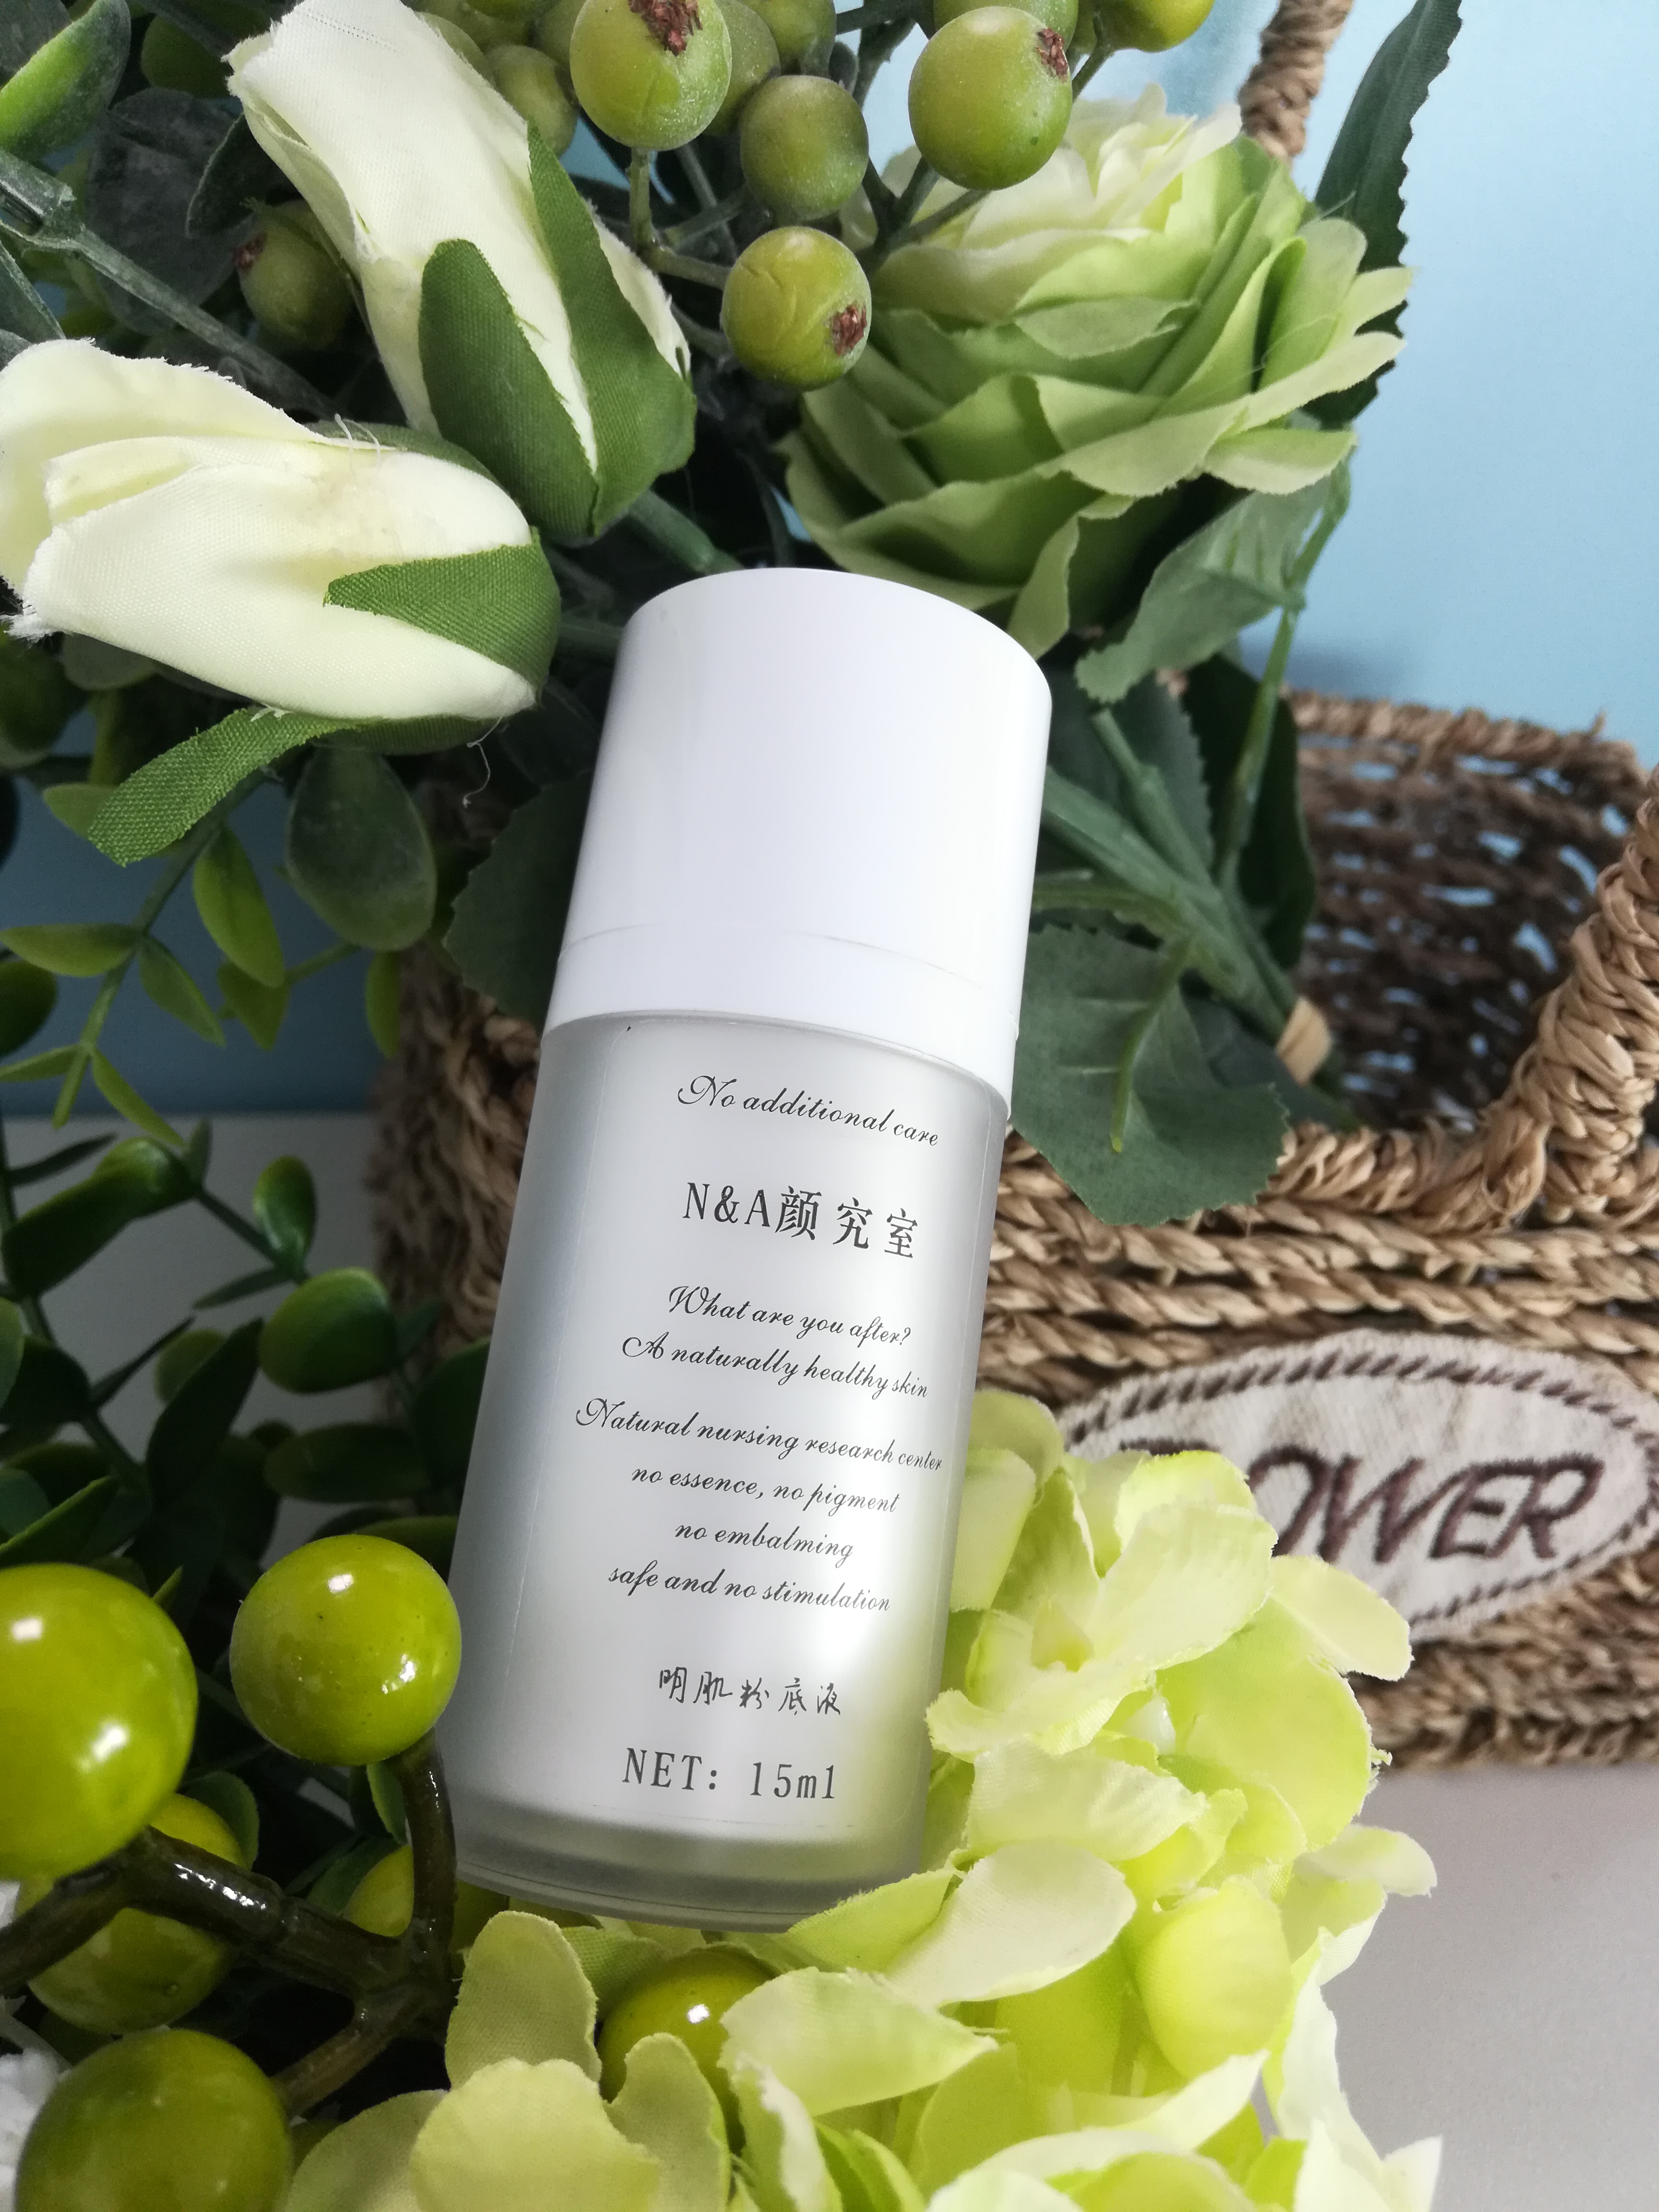 No additional care
N&A颜究室
What are you after?
A naturally healthy skin
Natural nursing research center
no essence, no pigment
no embalming
safe and no stimulation
明肌粉底液
NET: 15ml
OWER